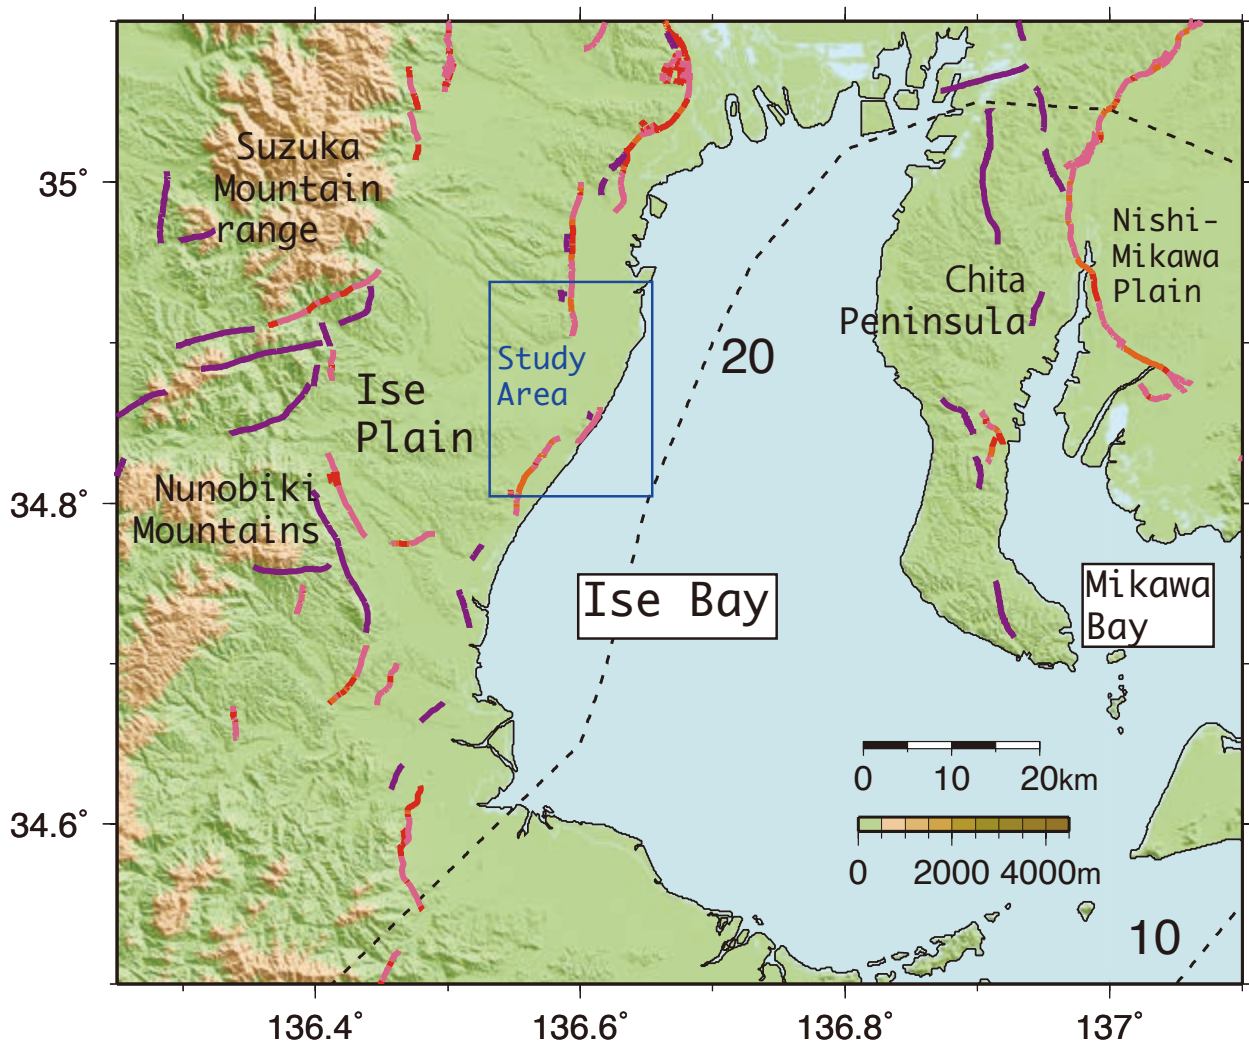 Suzuka
Mountain
range
35°
Nishi-
Mikawa
Plain
Chita
Peninsula
20
Study
Area
Ise
Plain
34.8°
Nunobiki
Mountains
Ise Bay
Mikawa
Bay
0 10 20km
34.6°
0 2000 4000m
10
136.4° 136.6° 136.8° 137°